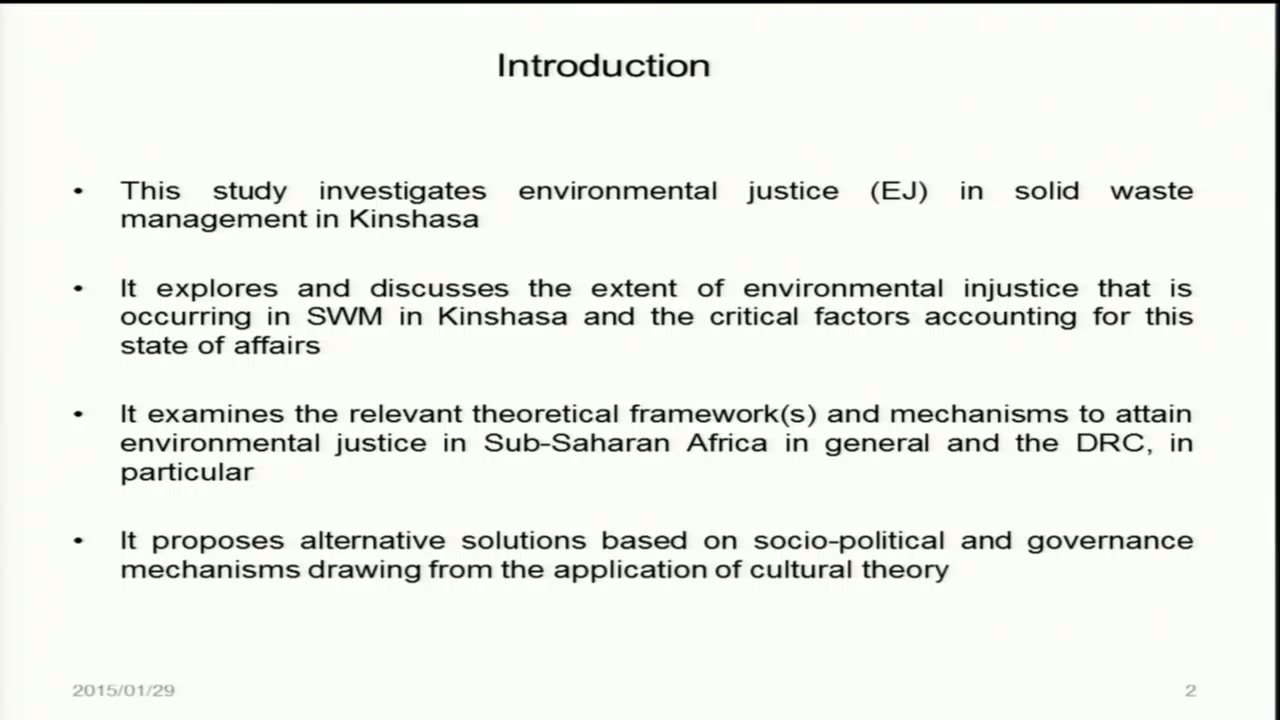 Introduction
• This study investigates environmental justice (EJ) in solid waste
management in Kinshasa
• It explores and discusses the extent of environmental injustice that is
occurring in SWM in Kinshasa and the critical factors accounting for this
state of affairs
• It examines the relevant theoretical framework(s) and mechanisms to attain
environmental justice in Sub-Saharan Africa in general and the DRC, in
particular
• It proposes alternative solutions based on socio-political and governance
mechanisms drawing from the application of cultural theory
2015/01/29
2